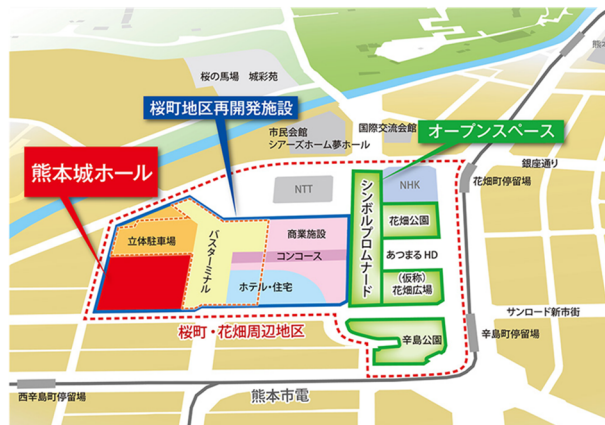 熊本
桜の馬場 城彩苑
桜町地区再開発施設
市民会館
シアーズホーム夢ホール
国際交流会館
オープンスペース
熊本城ホール
銀座通り
花畑町停留場
NTT
シンボルプロムナード
NHK
花畑公園
立体駐車場
バスターミナル
商業施設
コンコース
あつまるHD
ホテル・住宅
(仮称)
花畑広場
サンロード新市街
桜町・花畑周辺地区
辛島公園
辛島町停留場
西辛島町停留場
熊本市電